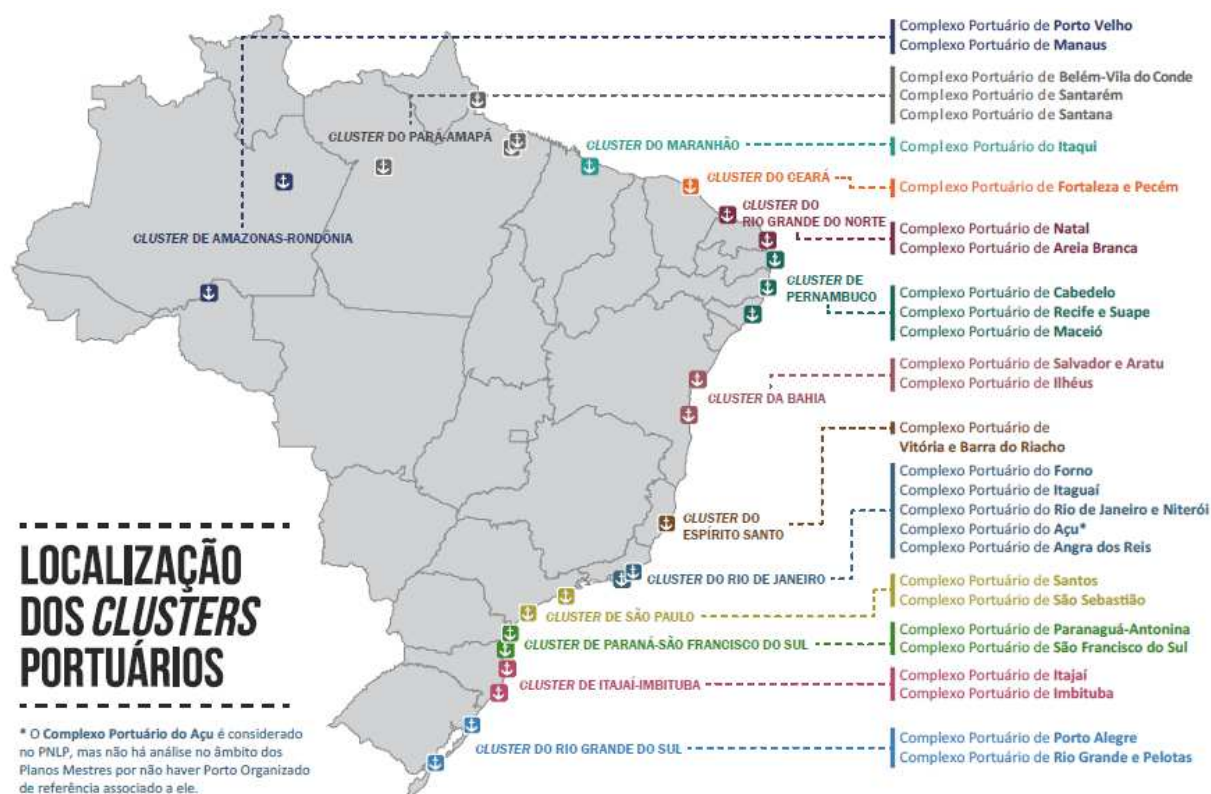 Complexo Portuário de Porto Velho
Complexo Portuário de Manaus
Complexo Portuário de Belém-Vila do Conde
Complexo Portuário de Santarém
Complexo Portuário de Santana
CLUSTER DO PARÁ-AMAPÁ
CLUSTER DO MARANHÃO
Complexo Portuário do Itaqui
CLUSTER DO CEARÁ
Complexo Portuário de Fortaleza e Pecém
CLUSTER DO
RIO GRANDE DO NORTE
Complexo Portuário de Natal
Complexo Portuário de Areia Branca
CLUSTER DE AMAZONAS-RONDÔNIA
CLUSTER DE
PERNAMBUCO
Complexo Portuário de Cabedelo
Complexo Portuário de Recife e Suape
Complexo Portuário de Maceió
Complexo Portuário de Salvador e Aratu
Complexo Portuário de Ilhéus
CLUSTER DA BAHIA
Complexo Portuário de
Vitória e Barra do Riacho
CLUSTER DO
ESPÍRITO SANTO
Complexo Portuário do Forno
Complexo Portuário de Itaguaí
Complexo Portuário do Rio de Janeiro e Niterói
Complexo Portuário do Açu*
Complexo Portuário de Angra dos Reis
CLUSTER DO RIO DE JANEIRO
Complexo Portuário de Santos
Complexo Portuário de São Sebastião
CLUSTER DE SÃO PAULO
Complexo Portuário de Paranaguá-Antonina
Complexo Portuário de São Francisco do Sul
CLUSTER DE PARANÁ-SÃO FRANCISCO DO SUL
Complexo Portuário de Itajaí
Complexo Portuário de Imbituba
CLUSTER DE ITAJAÍ-IMBITUBA
Complexo Portuário de Porto Alegre
Complexo Portuário de Rio Grande e Pelotas
CLUSTER DO RIO GRANDE DO SUL
LOCALIZAÇÃO
DOS CLUSTERS
PORTUÁRIOS
* O Complexo Portuário do Açu é considerado
no PNLP, mas não há análise no âmbito dos
Planos Mestres por não haver Porto Organizado
de referência associado a ele.